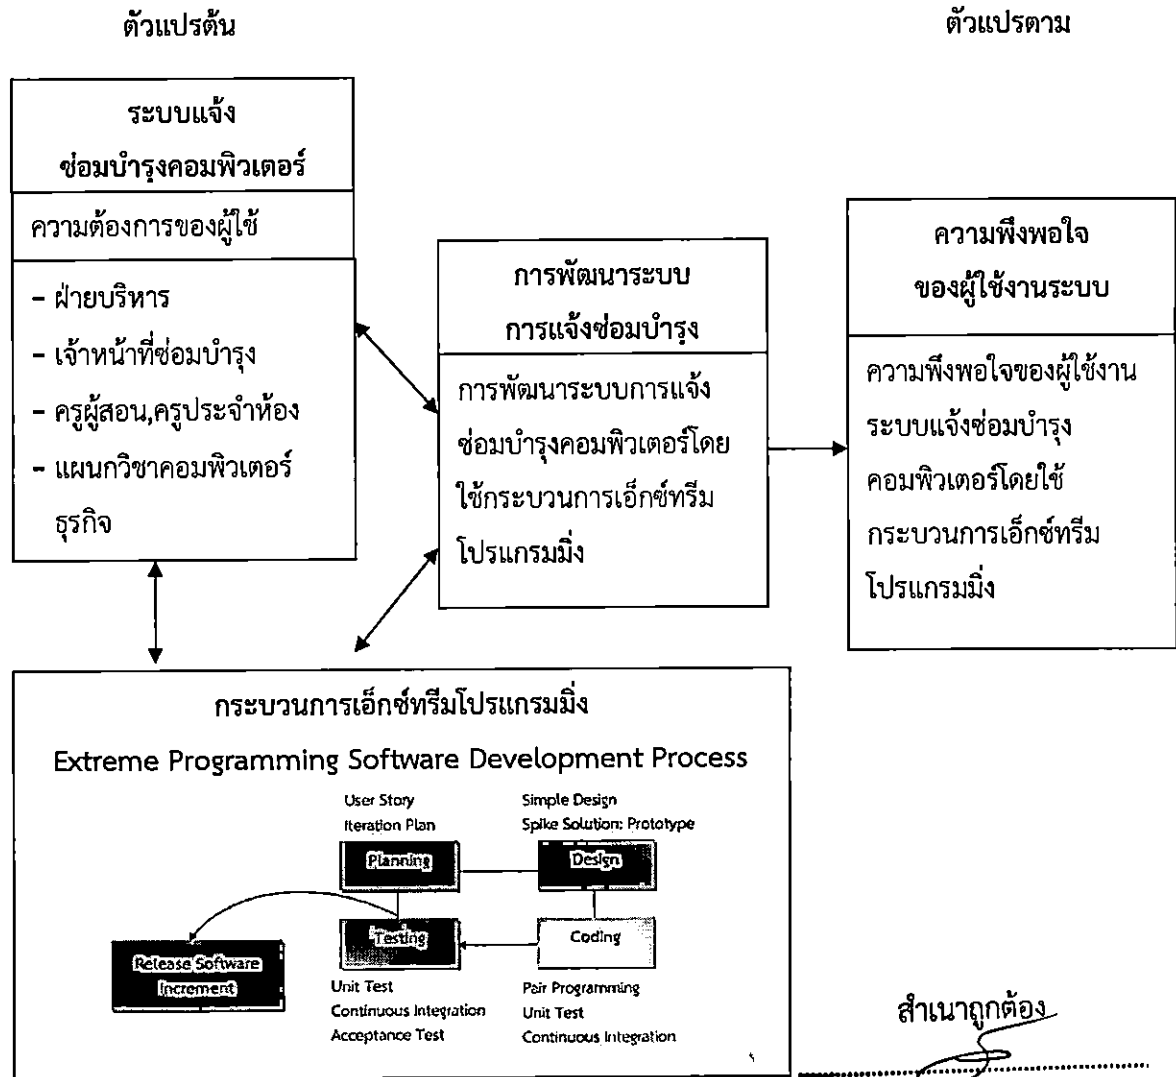 ตัวแปรต้น
ตัวแปรตาม
ระบบแจ้ง
ซ่อมบำรุงคอมพิวเตอร์
ความต้องการของผู้ใช้
- ฝ่ายบริหาร
- เจ้าหน้าที่ซ่อมบำรุง
- ครูผู้สอน,ครูประจำห้อง
- แผนกวิชาคอมพิวเตอร์
ธุรกิจ
การพัฒนาระบบ
การแจ้งซ่อมบำรุง
การพัฒนาระบบการแจ้ง
ซ่อมบำรุงคอมพิวเตอร์โดย
ใช้กระบวนการเอ็กซ์ทรีม
โปรแกรมมิ่ง
ความพึงพอใจ
ของผู้ใช้งานระบบ
ความพึงพอใจของผู้ใช้งาน
ระบบแจ้งซ่อมบำรุง
คอมพิวเตอร์โดยใช้
กระบวนการเอ็กซ์ทรีม
โปรแกรมมิ่ง
กระบวนการเอ็กซ์ทรีมโปรแกรมมิ่ง
Extreme Programming Software Development Process
User Story
Iteration Plan
Simple Design
Spike Solution: Prototype
Planning
Design
Testing
Coding
Release Software
Increment
Unit Test
Continuous Integration
Acceptance Test
Pair Programming
Unit Test
Continuous Integration
สำเนาถูกต้อง